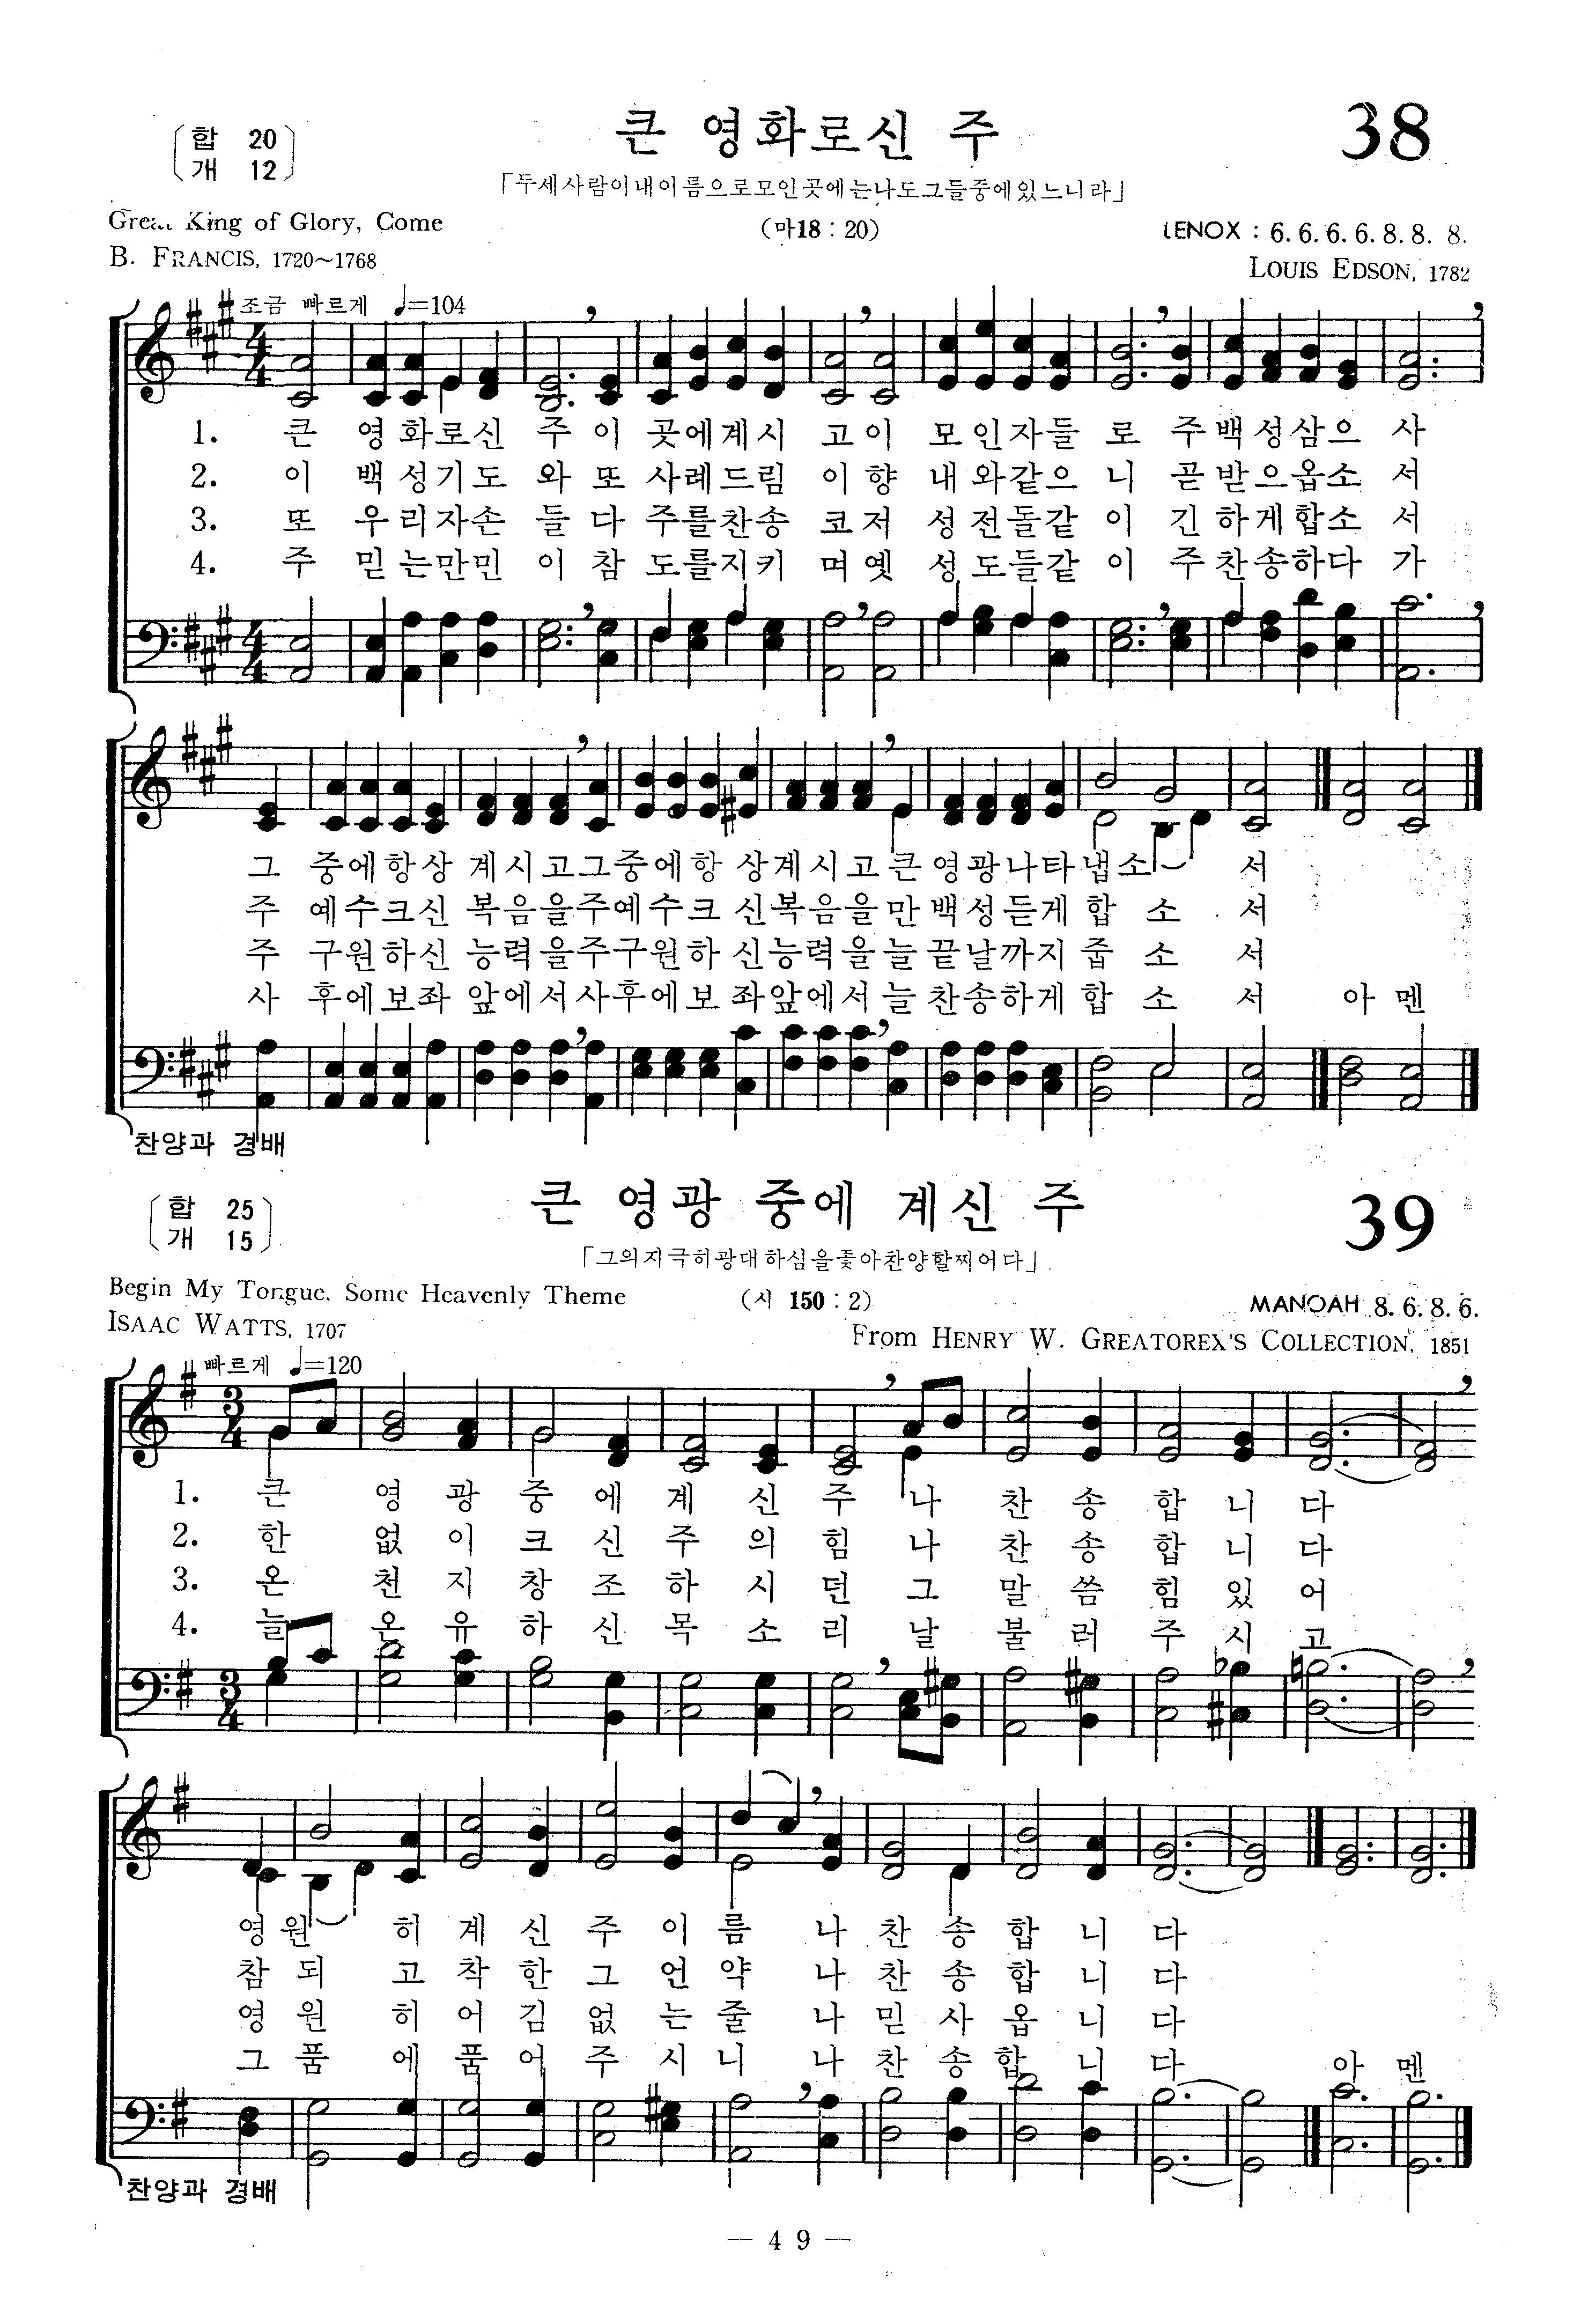 합 20
개 12
큰 영화로신 주
38
「두세사람이내이름으로모인곳에는나도그들중에있느니라」
Great King of Glory, Come
(마18 : 20)
LENOX : 6. 6. 6. 6. 8. 8. 8.
B. FRANCIS, 1720~1768
LOUIS EDSON, 1782
조금 빠르게 ♩=104
1. 큰 영화로신 주 이 곳에계시 고이 모인자들 로 주백성삼으 사
2. 이 백성기도 와 또 사례드림 이향 내와같으 니 곧받으옵소 서
3. 또 우리자손 들 다 주를찬송 코저 성전돌같 이 긴하게합소 서
4. 주 믿는만민 이 참 도를지키 며옛 성도들같 이 주찬송하다 가
그 중에항상 계시고그중에항 상계시고큰 영광나타냅소 서
주 예수크신 복음을주예수크 신복음을만백성듣게 합 소 서
주 구원하신 능력을주구원하 신능력을늘 끝날까지 줍 소 서
사 후에보좌 앞에서사후에보 좌앞에서늘 찬송하게 합 소 서 아 멘
찬양과 경배
합 25
개 15
큰 영광 중에 계신 주
39
「그의지극히광대하심을좇아찬양할찌어다」
Begin My Tongue, Some Heavenly Theme
(시 150 : 2)
MANOAH 8. 6. 8. 6.
ISAAC WATTS, 1707
From HENRY W. GREATOREX'S COLLECTION, 1851
빠르게 ♩=120
1. 큰 영 광 중 에 계 신 주 나 찬 송 합 니 다
2. 한 없 이 크 신 주 의 힘 나 찬 송 합 니 다
3. 온 천 지 창 조 하 시 던 그 말 씀 힘 있 어
4. 늘 온 유 하 신 목 소 리 날 불 러 주 시 고
영 원 히 계 신 주 이 름 나 찬 송 합 니 다
참 되 고 착 한 그 언 약 나 찬 송 합 니 다
영 원 히 어 김 없 는 줄 나 믿 사 옵 니 다
그 품 에 품 어 주 시 니 나 찬 송 합 니 다 아 멘
찬양과 경배
— 4 9 —